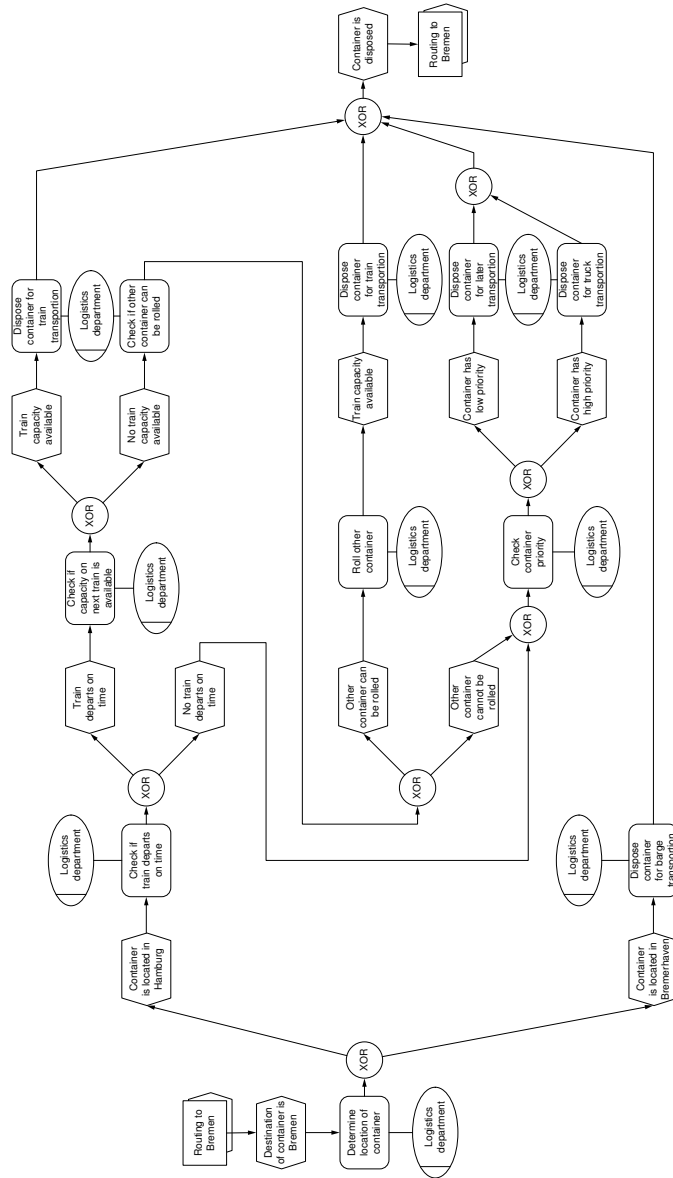 Routing to
Bremen
Destination
of container is
Bremen
Determine
location of
container
Logistics
department
XOR
Container
is located in
Hamburg
Container
is located in
Bremerhaven
Logistics
department
Check if
train departs
on time
XOR
Train
departs on
time
No train
departs on
time
Check if
capacity on
next train is
available
Logistics
department
XOR
Train
capacity
available
No train
capacity
available
Dispose
container for
train
transportion
Logistics
department
Check if other
container can
be rolled
XOR
Other
container can
be rolled
Other
container
cannot be
rolled
Roll other
container
Logistics
department
XOR
Check
container
priority
Logistics
department
XOR
Train capacity
available
Container has
low priority
Container has
high priority
Dispose
container
for train
transportion
Logistics
department
Dispose
container
for later
transportion
Logistics
department
Dispose
container
for truck
transportion
XOR
Logistics
department
Dispose
container
for barge
transportion
XOR
Container is
disposed
Routing to
Bremen